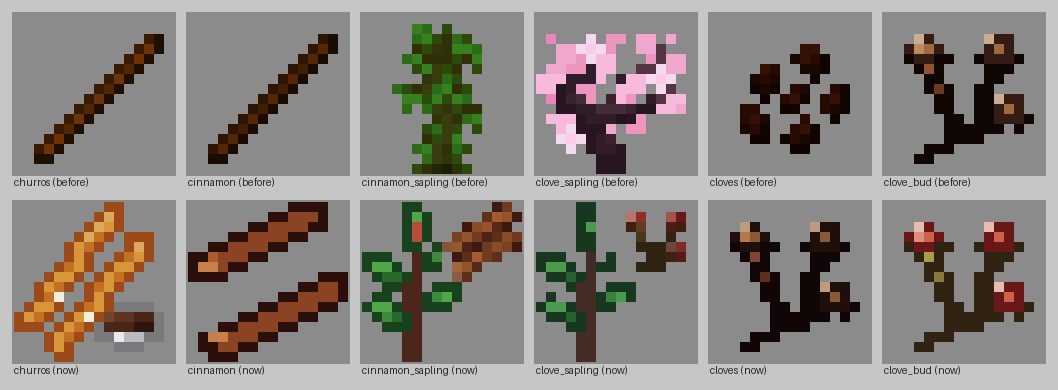 churros (before) cinnamon (before) cinnamon_sapling (before) clove_sapling (before) cloves (before) clove_bud (before)
churros (now) cinnamon (now) cinnamon_sapling (now) clove_sapling (now) cloves (now) clove_bud (now)